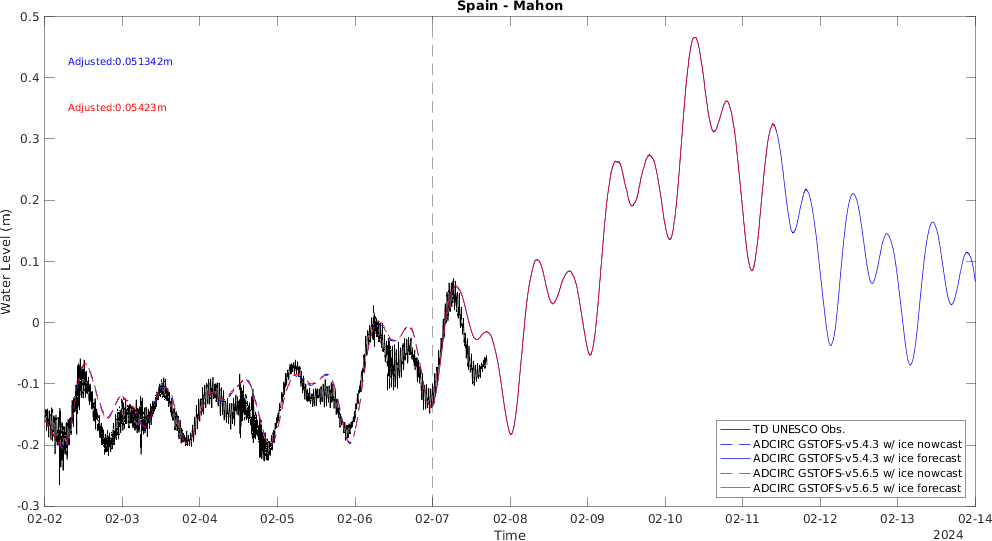 Spain - Mahon
0.5
0.4
0.3
0.2
0.1
0
-0.1
-0.2
-0.3
Water Level (m)
Adjusted:0.051342m
Adjusted:0.05423m
TD UNESCO Obs.
ADCIRC GSTOFS-v5.4.3 w/ ice nowcast
ADCIRC GSTOFS-v5.4.3 w/ ice forecast
ADCIRC GSTOFS-v5.6.5 w/ ice nowcast
ADCIRC GSTOFS-v5.6.5 w/ ice forecast
02-02 02-03 02-04 02-05 02-06 02-07 02-08 02-09 02-10 02-11 02-12 02-13 02-14
Time
2024